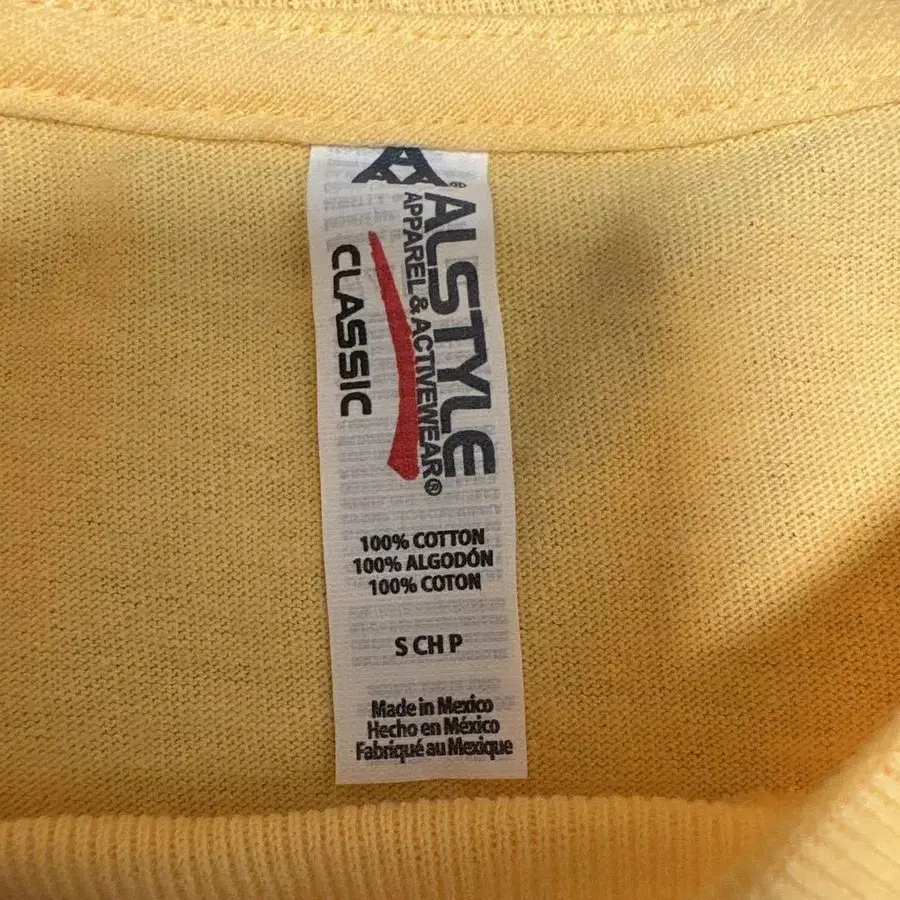 ALSTYLE®
APPAREL & ACTIVEWEAR®
CLASSIC
100% COTTON
100% ALGODÓN
100% COTON
S CH P
Made in Mexico
Hecho en México
Fabriqué au Mexique